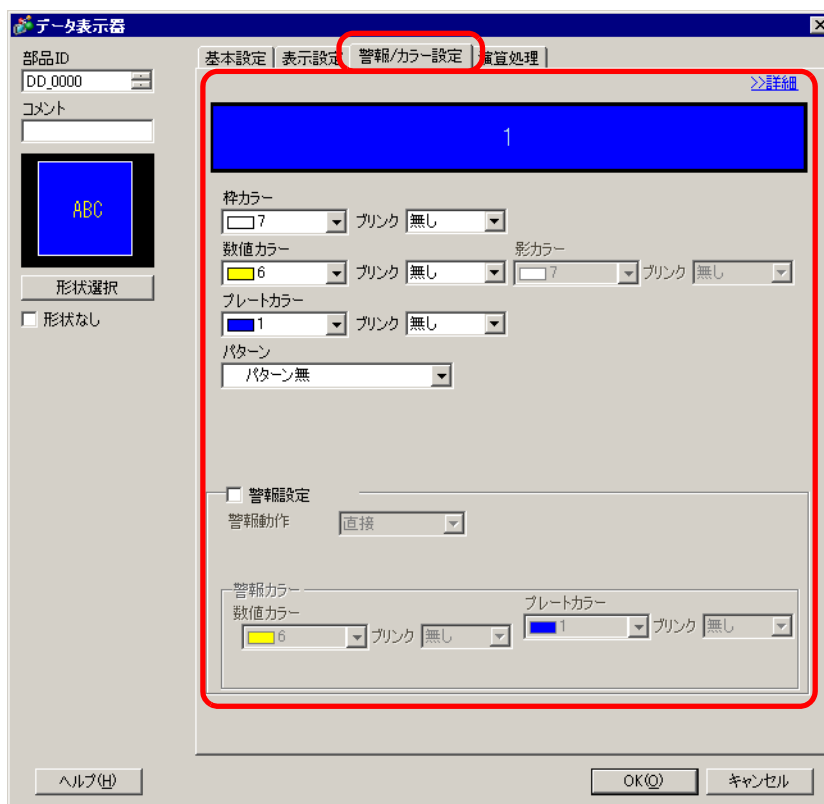 データ表示器
部品ID
DD_0000
コメント
ABC
形状選択
形状なし
基本設定 表示設定 警報/カラー設定 演算処理
>>詳細
1
枠カラー
7 ブリンク 無し
数値カラー 影カラー
6 ブリンク 無し 7 ブリンク 無し
プレートカラー
1 ブリンク 無し
パターン
パターン無
警報設定
警報動作 直接
警報カラー
数値カラー プレートカラー
6 ブリンク 無し 1 ブリンク 無し
ヘルプ(H) OK(O) キャンセル